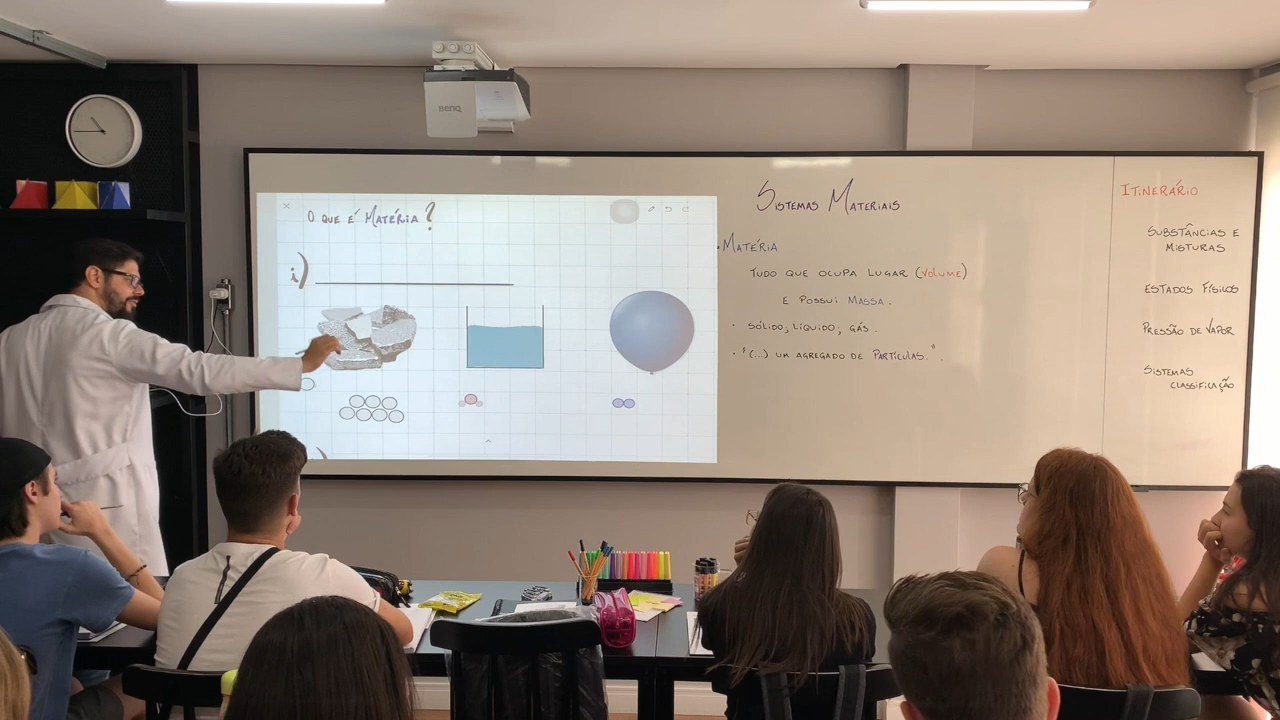 BenQ
O QUE É MATÉRIA?
i)
SISTEMAS MATERIAIS
• MATÉRIA
TUDO QUE OCUPA LUGAR (VOLUME)
E POSSUI MASSA.
• SÓLIDO, LÍQUIDO, GÁS.
• "(...) UM AGREGADO DE PARTÍCULAS."
ITINERÁRIO
SUBSTÂNCIAS E
MISTURAS
ESTADOS FÍSICOS
PRESSÃO DE VAPOR
SISTEMAS
CLASSIFICAÇÃO